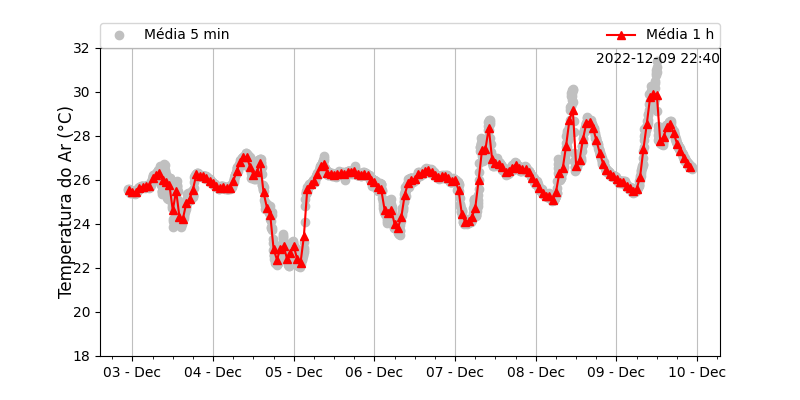 Média 5 min
Média 1 h
2022-12-09 22:40
Temperatura do Ar (°C)
32
30
28
26
24
22
20
18
03 - Dec
04 - Dec
05 - Dec
06 - Dec
07 - Dec
08 - Dec
09 - Dec
10 - Dec